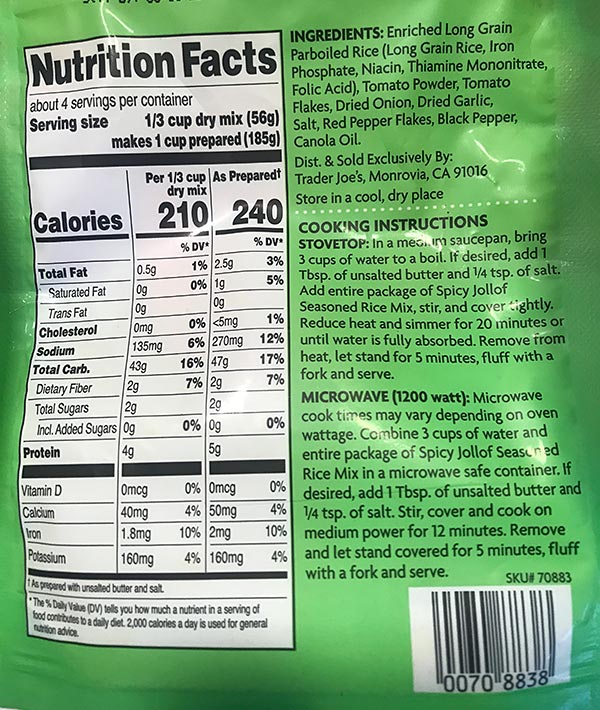 Nutrition Facts
about 4 servings per container
Serving size 1/3 cup dry mix (56g)
makes 1 cup prepared (185g)
Per 1/3 cup dry mix As Prepared†
Calories 210 240
% DV* % DV*
Total Fat 0.5g 1% 2.5g 3%
Saturated Fat 0g 0% 1g 5%
Trans Fat 0g 0g
Cholesterol 0mg 0% <5mg 1%
Sodium 135mg 6% 270mg 12%
Total Carb. 43g 16% 47g 17%
Dietary Fiber 2g 7% 2g 7%
Total Sugars 2g 2g
Incl. Added Sugars 0g 0% 0g 0%
Protein 4g 5g
Vitamin D 0mcg 0% 0mcg 0%
Calcium 40mg 4% 50mg 4%
Iron 1.8mg 10% 2mg 10%
Potassium 160mg 4% 160mg 4%
† As prepared with unsalted butter and salt.
* The % Daily Value (DV) tells you how much a nutrient in a serving of
food contributes to a daily diet. 2,000 calories a day is used for general
nutrition advice.
INGREDIENTS: Enriched Long Grain
Parboiled Rice (Long Grain Rice, Iron
Phosphate, Niacin, Thiamine Mononitrate,
Folic Acid), Tomato Powder, Tomato
Flakes, Dried Onion, Dried Garlic,
Salt, Red Pepper Flakes, Black Pepper,
Canola Oil.
Dist. & Sold Exclusively By:
Trader Joe's, Monrovia, CA 91016
Store in a cool, dry place
COOKING INSTRUCTIONS
STOVETOP: In a medium saucepan, bring
3 cups of water to a boil. If desired, add 1
Tbsp. of unsalted butter and 1/4 tsp. of salt.
Add entire package of Spicy Jollof
Seasoned Rice Mix, stir, and cover tightly.
Reduce heat and simmer for 20 minutes or
until water is fully absorbed. Remove from
heat, let stand for 5 minutes, fluff with a
fork and serve.
MICROWAVE (1200 watt): Microwave
cook times may vary depending on oven
wattage. Combine 3 cups of water and
entire package of Spicy Jollof Seasoned
Rice Mix in a microwave safe container. If
desired, add 1 Tbsp. of unsalted butter and
1/4 tsp. of salt. Stir, cover and cook on
medium power for 12 minutes. Remove
and let stand covered for 5 minutes, fluff
with a fork and serve.
SKU# 70883
0070 8838